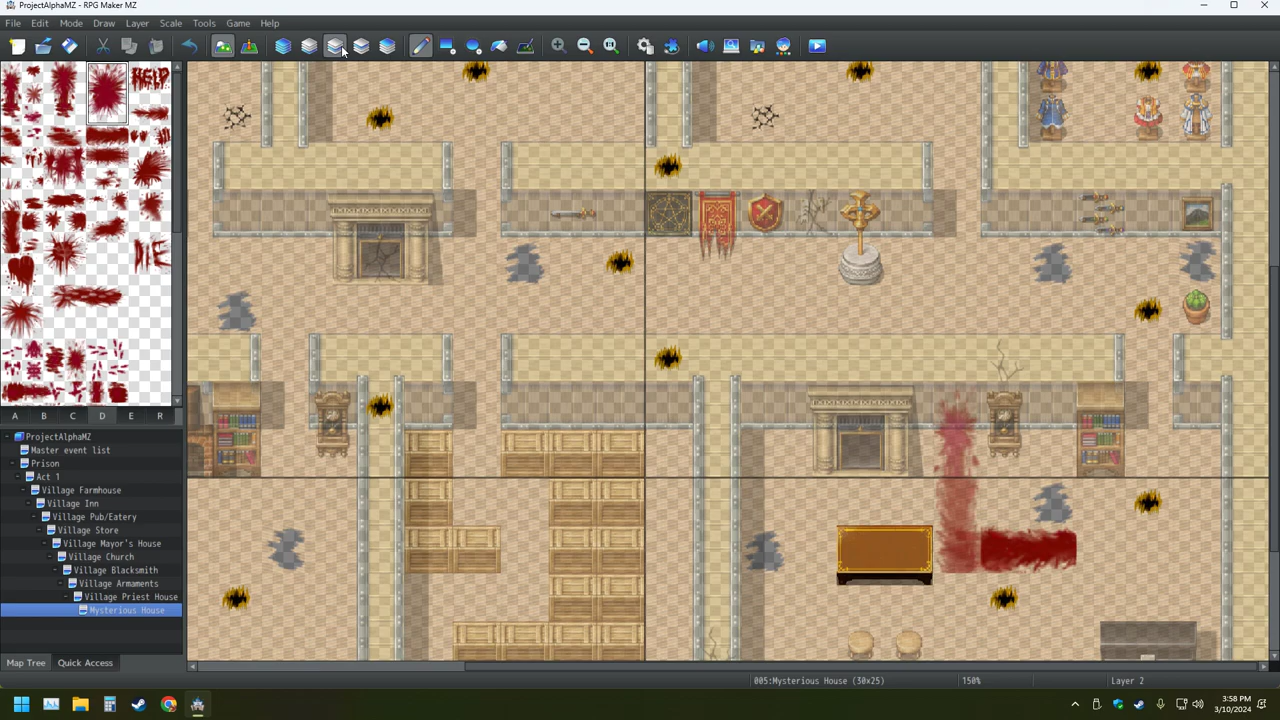 ProjectAlphaMZ - RPG Maker MZ
File Edit Mode Draw Layer Scale Tools Game Help
HELP
DIE
A B C D E R
ProjectAlphaMZ
Master event list
Prison
Act 1
Village Farmhouse
Village Inn
Village Pub/Eatery
Village Store
Village Mayor's House
Village Church
Village Blacksmith
Village Armaments
Village Priest House
Mysterious House
Map Tree Quick Access
005:Mysterious House (30x25) 150% Layer 2
3:58 PM
3/10/2024